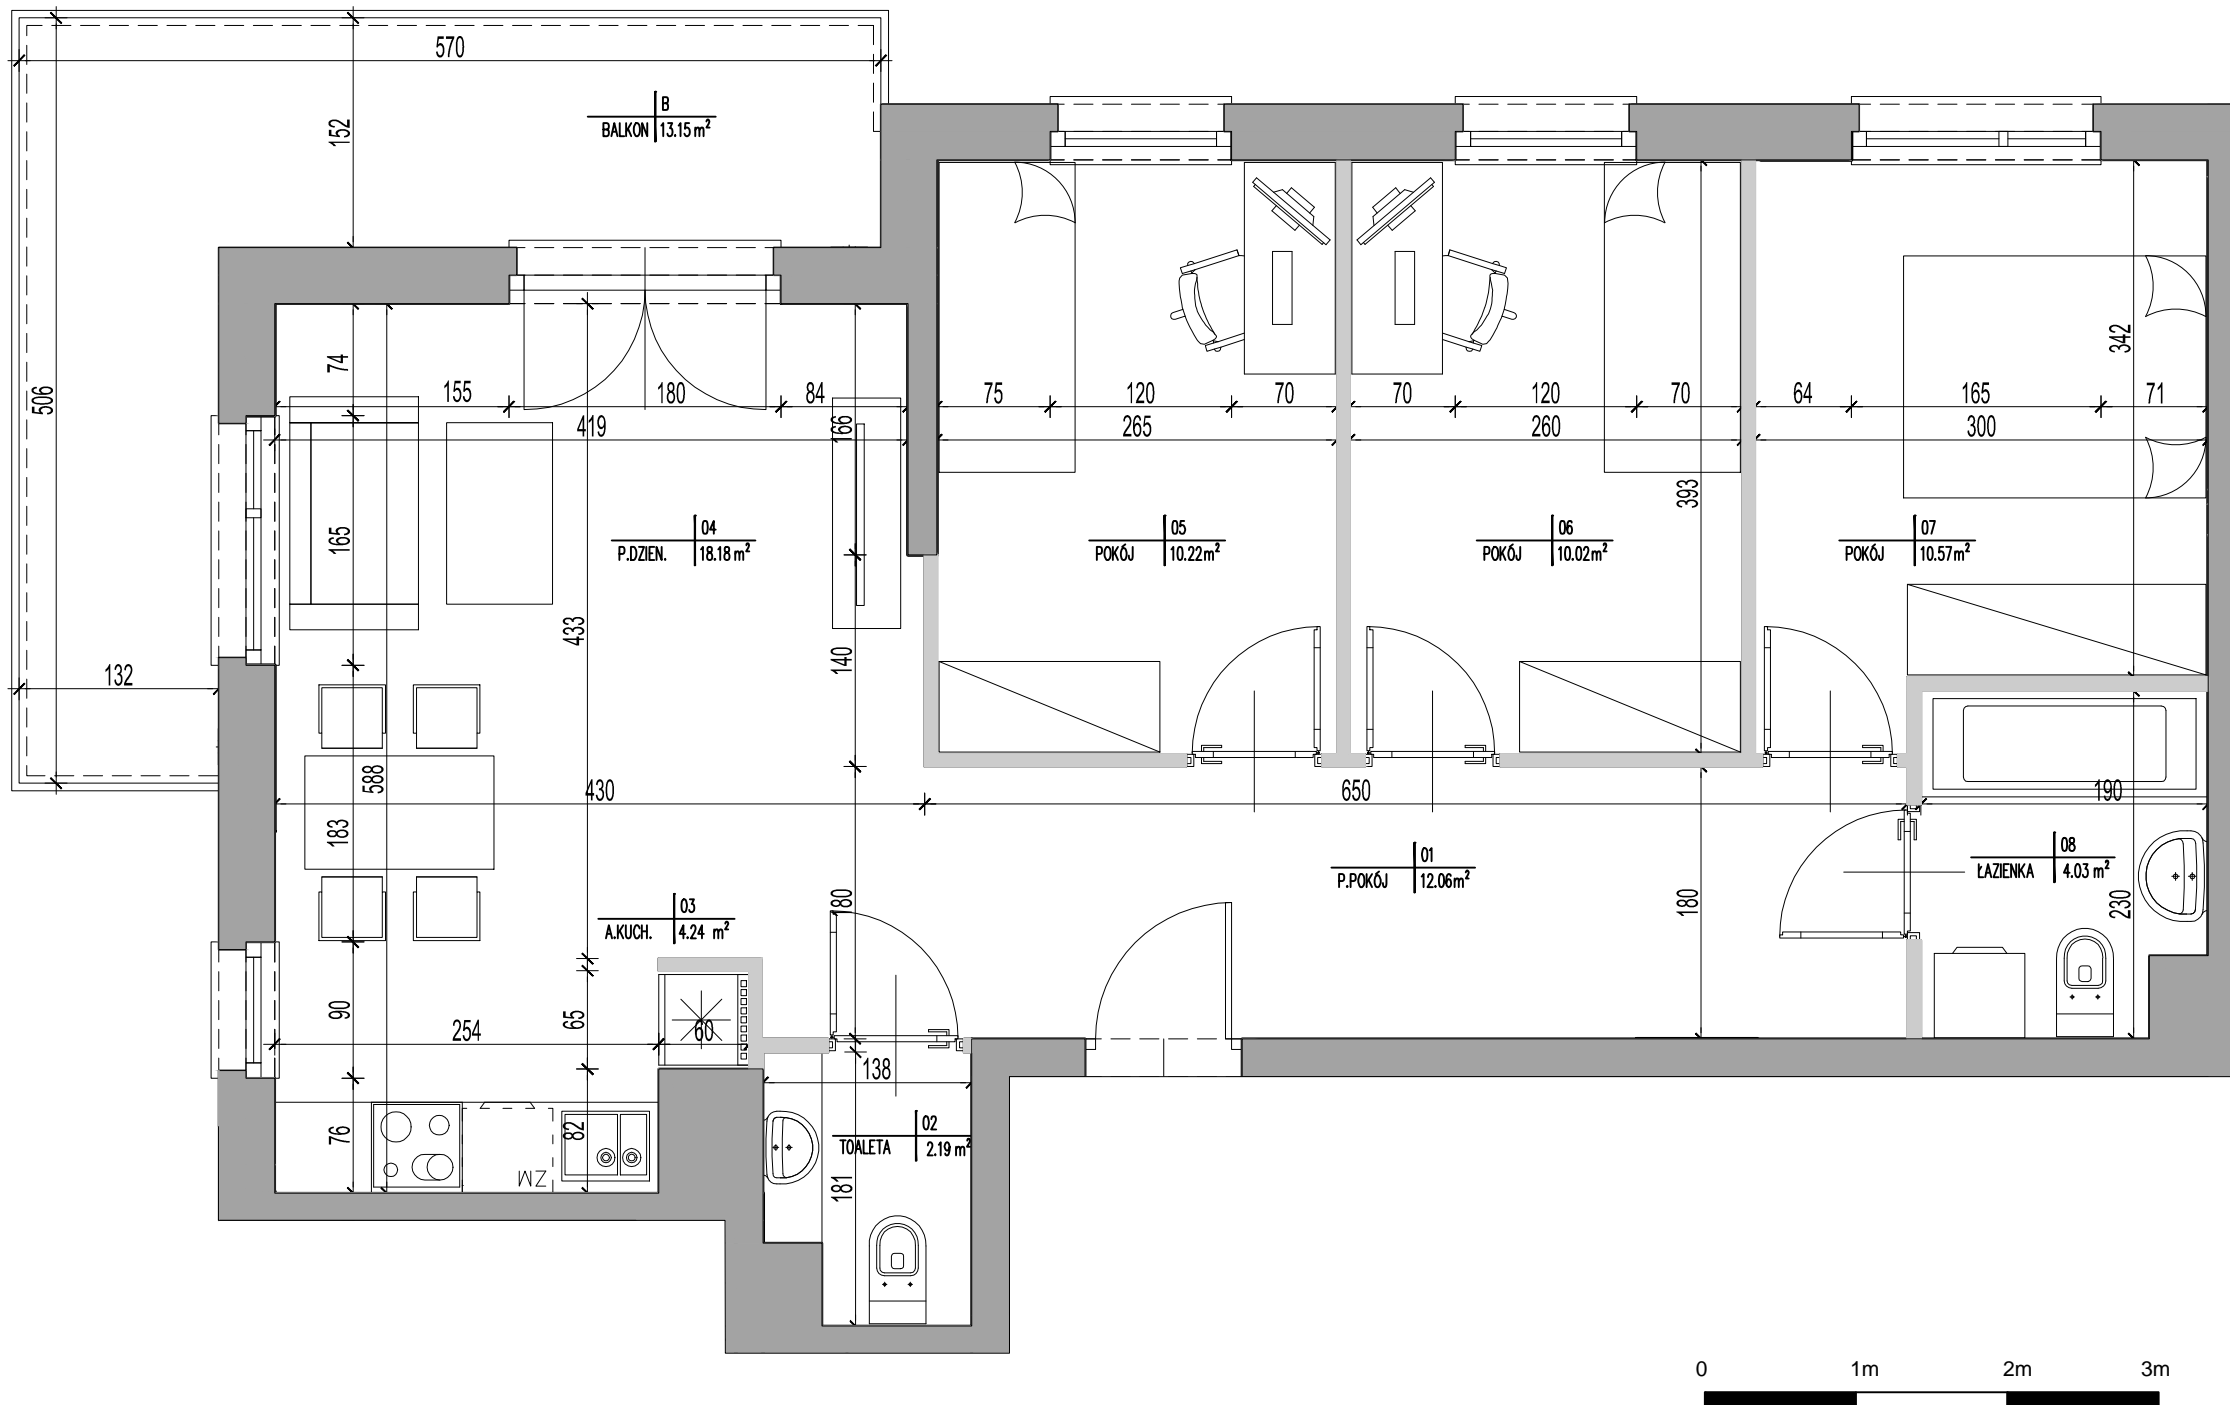 570
B
BALKON 13.15 m²
152
506
132
74
155 180 84
419
166
75 120 70
265
70 120 70
260
64 165 71
300
342
393
165
433
140
04
P.DZIEN. 18.18 m²
05
POKÓJ 10.22m²
06
POKÓJ 10.02m²
07
POKÓJ 10.57m²
588
183
430
650
190
01
P.POKÓJ 12.06m²
08
ŁAZIENKA 4.03 m²
03
A.KUCH. 4.24 m²
180
180
230
90
254
65
60
138
76
82
ZM
02
TOALETA 2.19 m²
181
0 1m 2m 3m